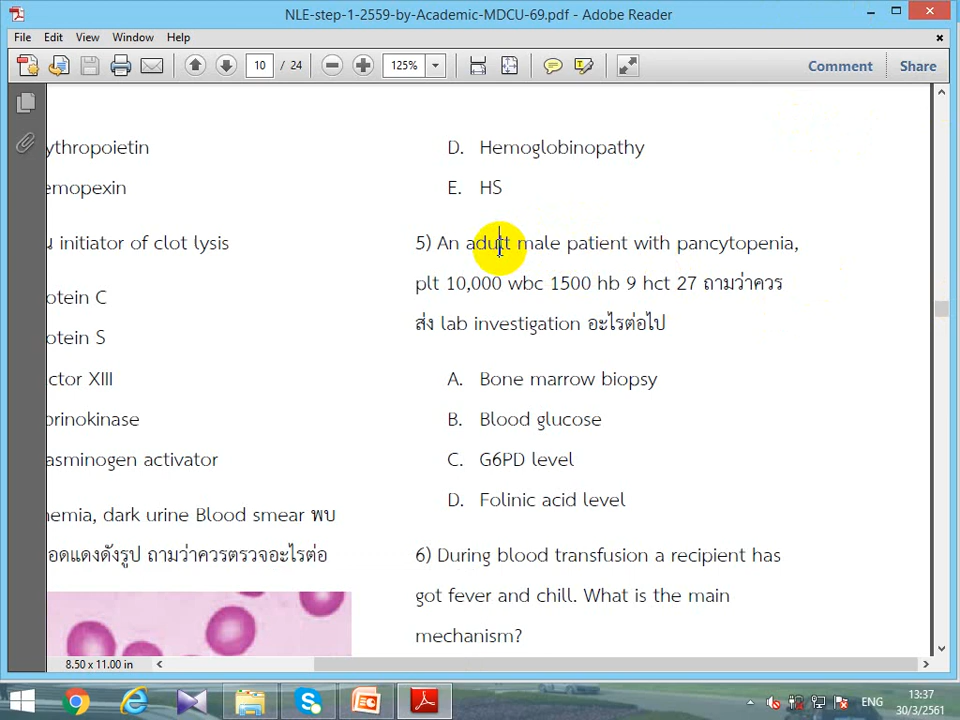 NLE-step-1-2559-by-Academic-MDCU-69.pdf - Adobe Reader
File Edit View Window Help
10 / 24 125% Comment Share
ythropoietin
emopexin
น initiator of clot lysis
otein C
otein S
ctor XIII
orinokinase
asminogen activator
nemia, dark urine Blood smear พบ
อดแดงดังรูป ถามว่าควรตรวจอะไรต่อ
D. Hemoglobinopathy
E. HS
5) An adult male patient with pancytopenia,
plt 10,000 wbc 1500 hb 9 hct 27 ถามว่าควร
ส่ง lab investigation อะไรต่อไป
A. Bone marrow biopsy
B. Blood glucose
C. G6PD level
D. Folinic acid level
6) During blood transfusion a recipient has
got fever and chill. What is the main
mechanism?
8.50 x 11.00 in
ENG
13:37
30/3/2561